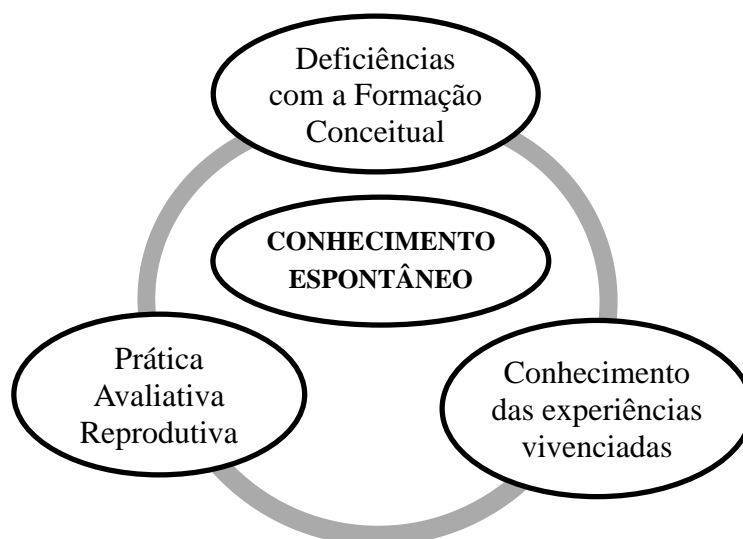 Deficiências
com a Formação
Conceitual
CONHECIMENTO
ESPONTÂNEO
Prática
Avaliativa
Reprodutiva
Conhecimento
das experiências
vivenciadas